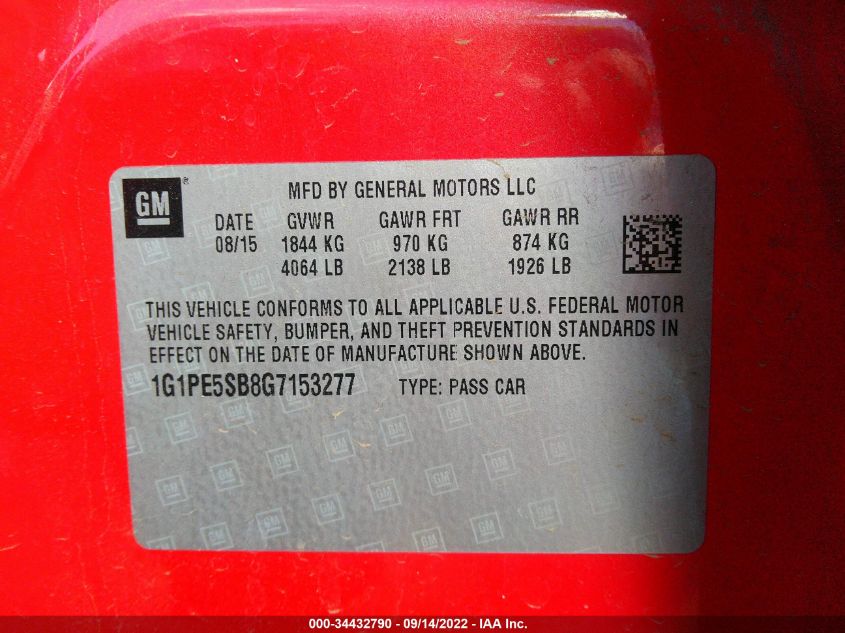 GM ®
MFD BY GENERAL MOTORS LLC
DATE GVWR GAWR FRT GAWR RR
08/15 1844 KG 970 KG 874 KG
4064 LB 2138 LB 1926 LB
THIS VEHICLE CONFORMS TO ALL APPLICABLE U.S. FEDERAL MOTOR
VEHICLE SAFETY, BUMPER, AND THEFT PREVENTION STANDARDS IN
EFFECT ON THE DATE OF MANUFACTURE SHOWN ABOVE.
1G1PE5SB8G7153277 TYPE: PASS CAR
000-34432790 - 09/14/2022 - IAA Inc.